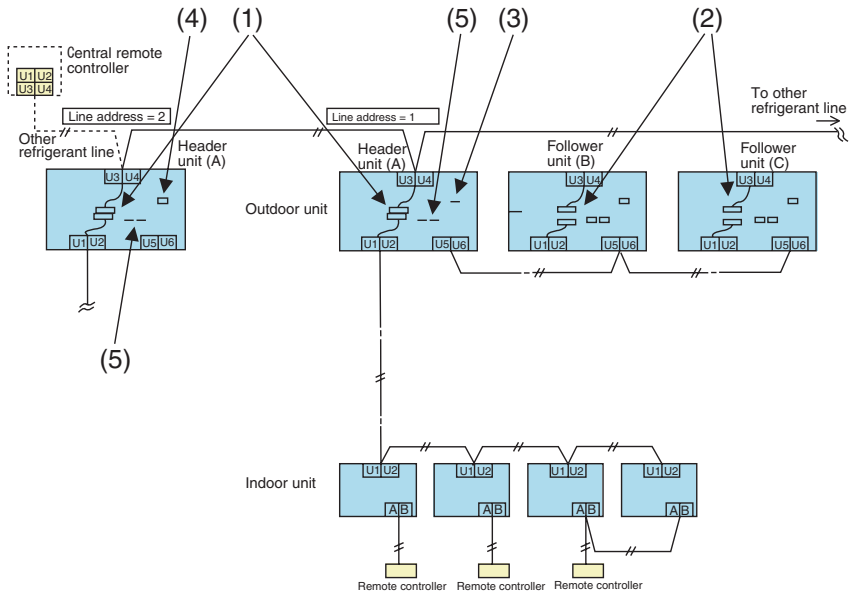 (4) (1) (5) (3) (2)
Central remote
controller
U1 U2
U3 U4
Line address = 2
Line address = 1
To other
refrigerant line
Other
refrigerant line
Header
unit (A)
Header
unit (A)
Follower
unit (B)
Follower
unit (C)
Outdoor unit
U3 U4
U3 U4
U3 U4
U3 U4
U1 U2 U5 U6
U1 U2 U5 U6
U1 U2 U5 U6
U1 U2 U5 U6
(5)
Indoor unit
U1 U2
U1 U2
U1 U2
U1 U2
A B
A B
A B
A B
Remote controller
Remote controller
Remote controller